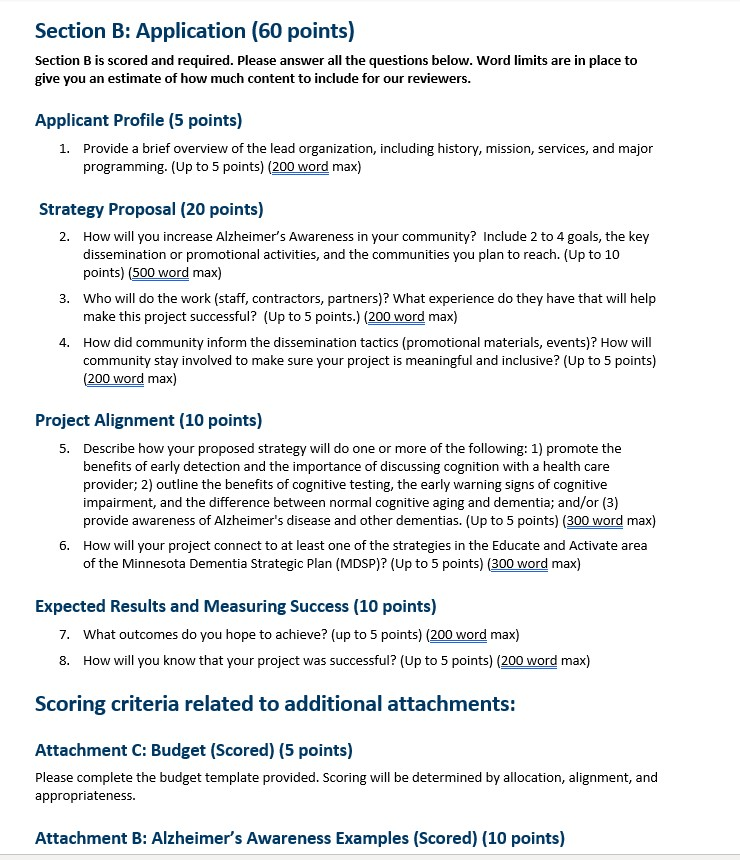 Section B: Application (60 points)
Section B is scored and required. Please answer all the questions below. Word limits are in place to
give you an estimate of how much content to include for our reviewers.
Applicant Profile (5 points)
1. Provide a brief overview of the lead organization, including history, mission, services, and major
programming. (Up to 5 points) (200 word max)
Strategy Proposal (20 points)
2. How will you increase Alzheimer's Awareness in your community? Include 2 to 4 goals, the key
dissemination or promotional activities, and the communities you plan to reach. (Up to 10
points) (500 word max)
3. Who will do the work (staff, contractors, partners)? What experience do they have that will help
make this project successful? (Up to 5 points.) (200 word max)
4. How did community inform the dissemination tactics (promotional materials, events)? How will
community stay involved to make sure your project is meaningful and inclusive? (Up to 5 points)
(200 word max)
Project Alignment (10 points)
5. Describe how your proposed strategy will do one or more of the following: 1) promote the
benefits of early detection and the importance of discussing cognition with a health care
provider; 2) outline the benefits of cognitive testing, the early warning signs of cognitive
impairment, and the difference between normal cognitive aging and dementia; and/or (3)
provide awareness of Alzheimer's disease and other dementias. (Up to 5 points) (300 word max)
6. How will your project connect to at least one of the strategies in the Educate and Activate area
of the Minnesota Dementia Strategic Plan (MDSP)? (Up to 5 points) (300 word max)
Expected Results and Measuring Success (10 points)
7. What outcomes do you hope to achieve? (up to 5 points) (200 word max)
8. How will you know that your project was successful? (Up to 5 points) (200 word max)
Scoring criteria related to additional attachments:
Attachment C: Budget (Scored) (5 points)
Please complete the budget template provided. Scoring will be determined by allocation, alignment, and
appropriateness.
Attachment B: Alzheimer's Awareness Examples (Scored) (10 points)